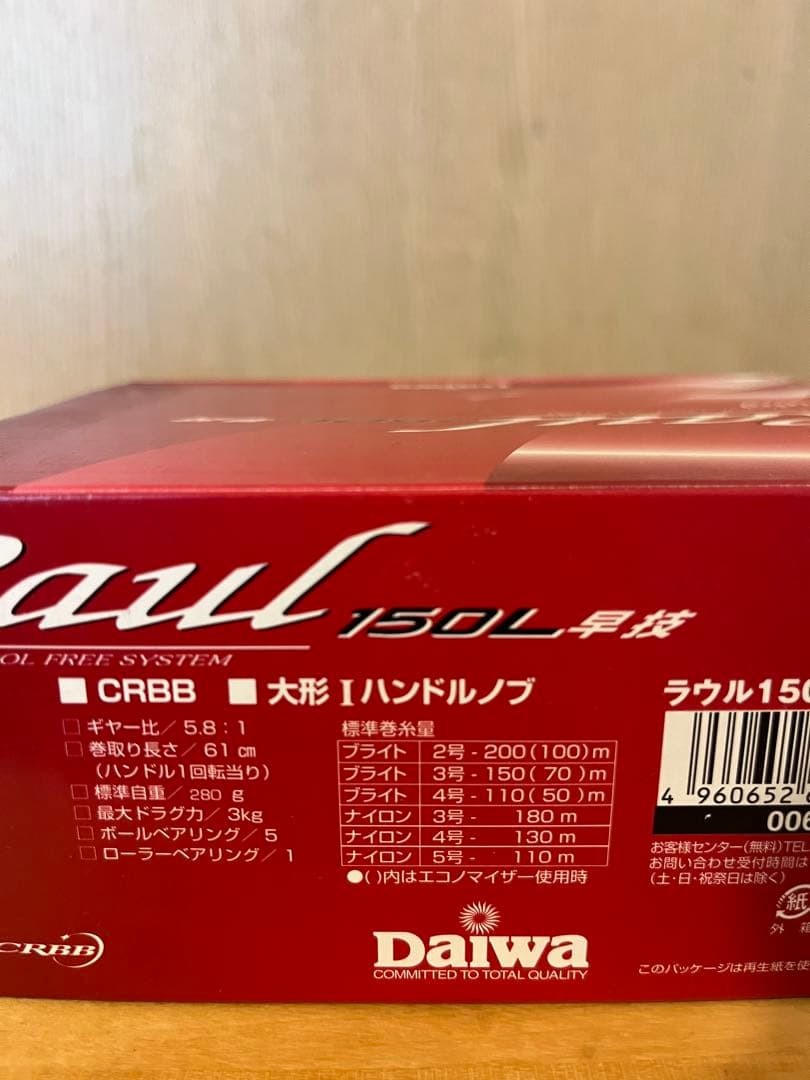 aul 150L 早技
OL FREE SYSTEM
■ CRBB ■ 大形 I ハンドルノブ
□ ギヤー比／5.8：1
□ 巻取り長さ／61㎝
(ハンドル1回転当り)
□ 標準自重／280 g
□ 最大ドラグ力／3kg
□ ボールベアリング／5
□ ローラーベアリング／1
標準巻糸量
ブライト 2号 - 200(100)m
ブライト 3号 - 150( 70 )m
ブライト 4号 - 110( 50 )m
ナイロン 3号 - 180 m
ナイロン 4号 - 130 m
ナイロン 5号 - 110 m
●( )内はエコノマイザー使用時
ラウル150
4 960652
006
お客様センター(無料)TEL
お問い合わせ受付時間は
(土・日・祝祭日は除く)
紙
外 箱
CRBB
Daiwa
COMMITTED TO TOTAL QUALITY
このパッケージは再生紙を使